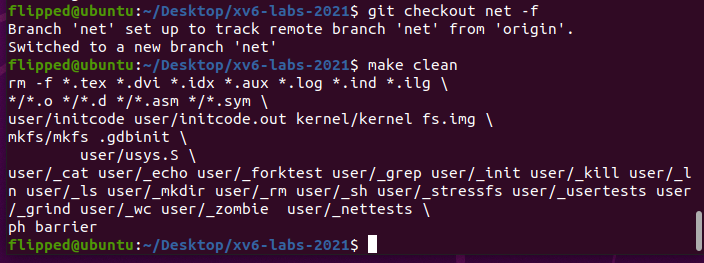 flipped@ubuntu:~/Desktop/xv6-labs-2021$ git checkout net -f
Branch 'net' set up to track remote branch 'net' from 'origin'.
Switched to a new branch 'net'
flipped@ubuntu:~/Desktop/xv6-labs-2021$ make clean
rm -f *.tex *.dvi *.idx *.aux *.log *.ind *.ilg \
*/*.o */*.d */*.asm */*.sym \
user/initcode user/initcode.out kernel/kernel fs.img \
mkfs/mkfs .gdbinit \
        user/usys.S \
user/_cat user/_echo user/_forktest user/_grep user/_init user/_kill user/_l
n user/_ls user/_mkdir user/_rm user/_sh user/_stressfs user/_usertests user
/_grind user/_wc user/_zombie  user/_nettests \
ph barrier
flipped@ubuntu:~/Desktop/xv6-labs-2021$